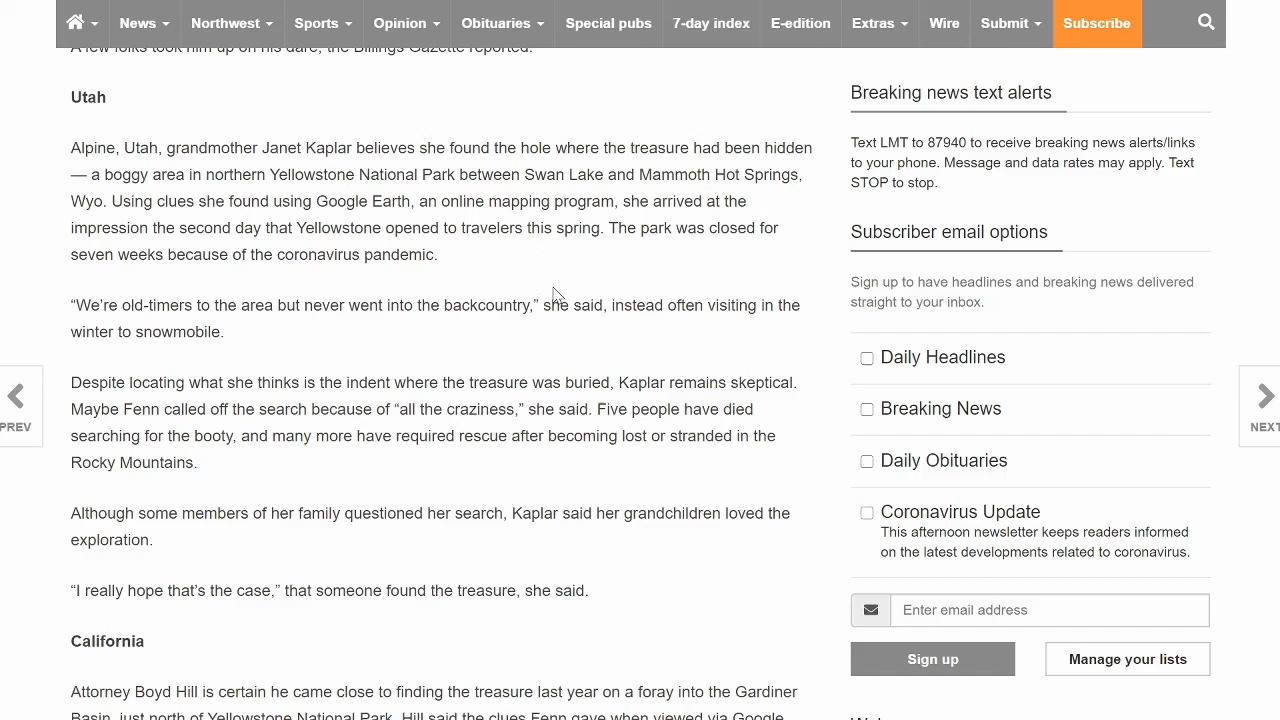 News Northwest Sports Opinion Obituaries Special pubs 7-day index E-edition Extras Wire Submit Subscribe
A few folks took him up on his dare, the Billings Gazette reported.
Utah
Alpine, Utah, grandmother Janet Kaplar believes she found the hole where the treasure had been hidden
— a boggy area in northern Yellowstone National Park between Swan Lake and Mammoth Hot Springs,
Wyo. Using clues she found using Google Earth, an online mapping program, she arrived at the
impression the second day that Yellowstone opened to travelers this spring. The park was closed for
seven weeks because of the coronavirus pandemic.
“We’re old-timers to the area but never went into the backcountry,” she said, instead often visiting in the
winter to snowmobile.
Despite locating what she thinks is the indent where the treasure was buried, Kaplar remains skeptical.
Maybe Fenn called off the search because of “all the craziness,” she said. Five people have died
searching for the booty, and many more have required rescue after becoming lost or stranded in the
Rocky Mountains.
Although some members of her family questioned her search, Kaplar said her grandchildren loved the
exploration.
“I really hope that’s the case,” that someone found the treasure, she said.
California
Attorney Boyd Hill is certain he came close to finding the treasure last year on a foray into the Gardiner
Basin, just north of Yellowstone National Park. Hill said the clues Fenn gave when viewed via Google
PREV
Breaking news text alerts
Text LMT to 87940 to receive breaking news alerts/links
to your phone. Message and data rates may apply. Text
STOP to stop.
Subscriber email options
Sign up to have headlines and breaking news delivered
straight to your inbox.
Daily Headlines
Breaking News
Daily Obituaries
Coronavirus Update
This afternoon newsletter keeps readers informed
on the latest developments related to coronavirus.
Enter email address
Sign up Manage your lists
NEXT